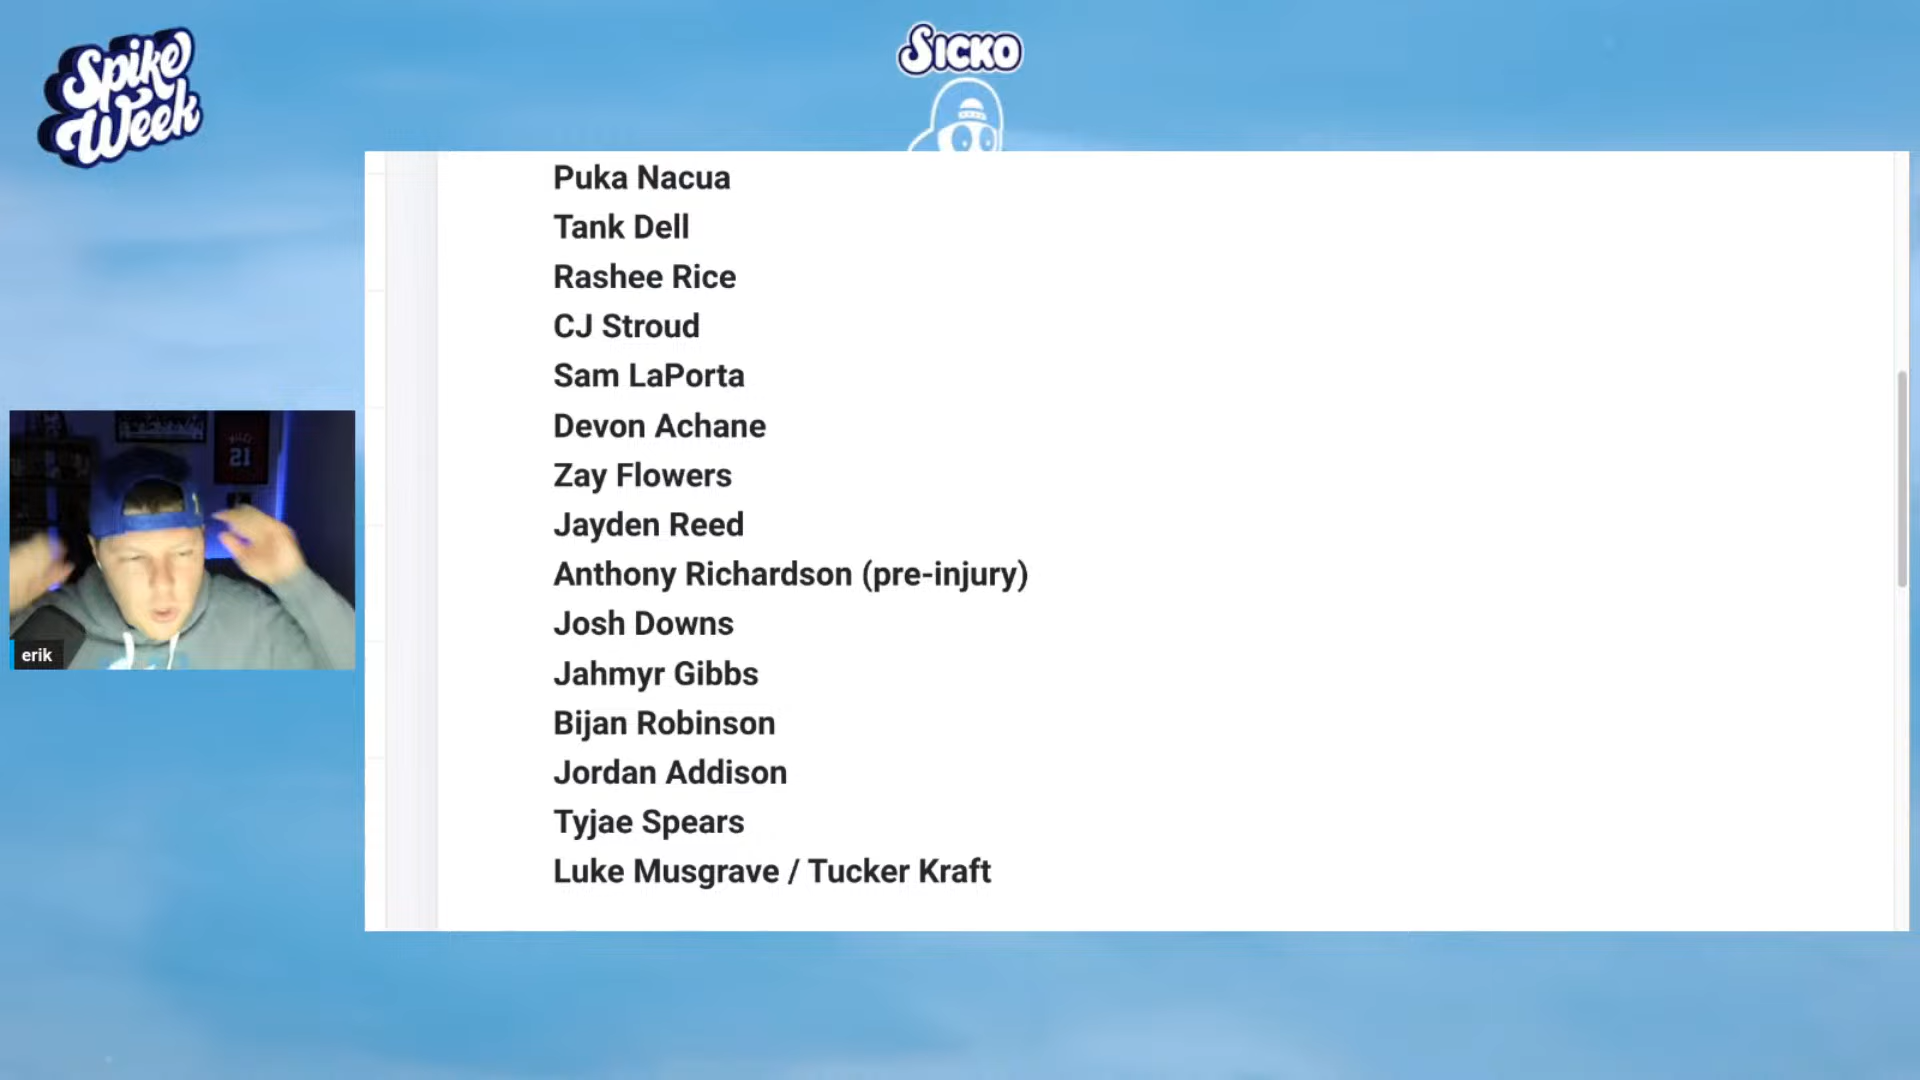 Spike
Week
SICKO
Puka Nacua
Tank Dell
Rashee Rice
CJ Stroud
Sam LaPorta
Devon Achane
Zay Flowers
Jayden Reed
Anthony Richardson (pre-injury)
Josh Downs
Jahmyr Gibbs
Bijan Robinson
Jordan Addison
Tyjae Spears
Luke Musgrave / Tucker Kraft
21
erik